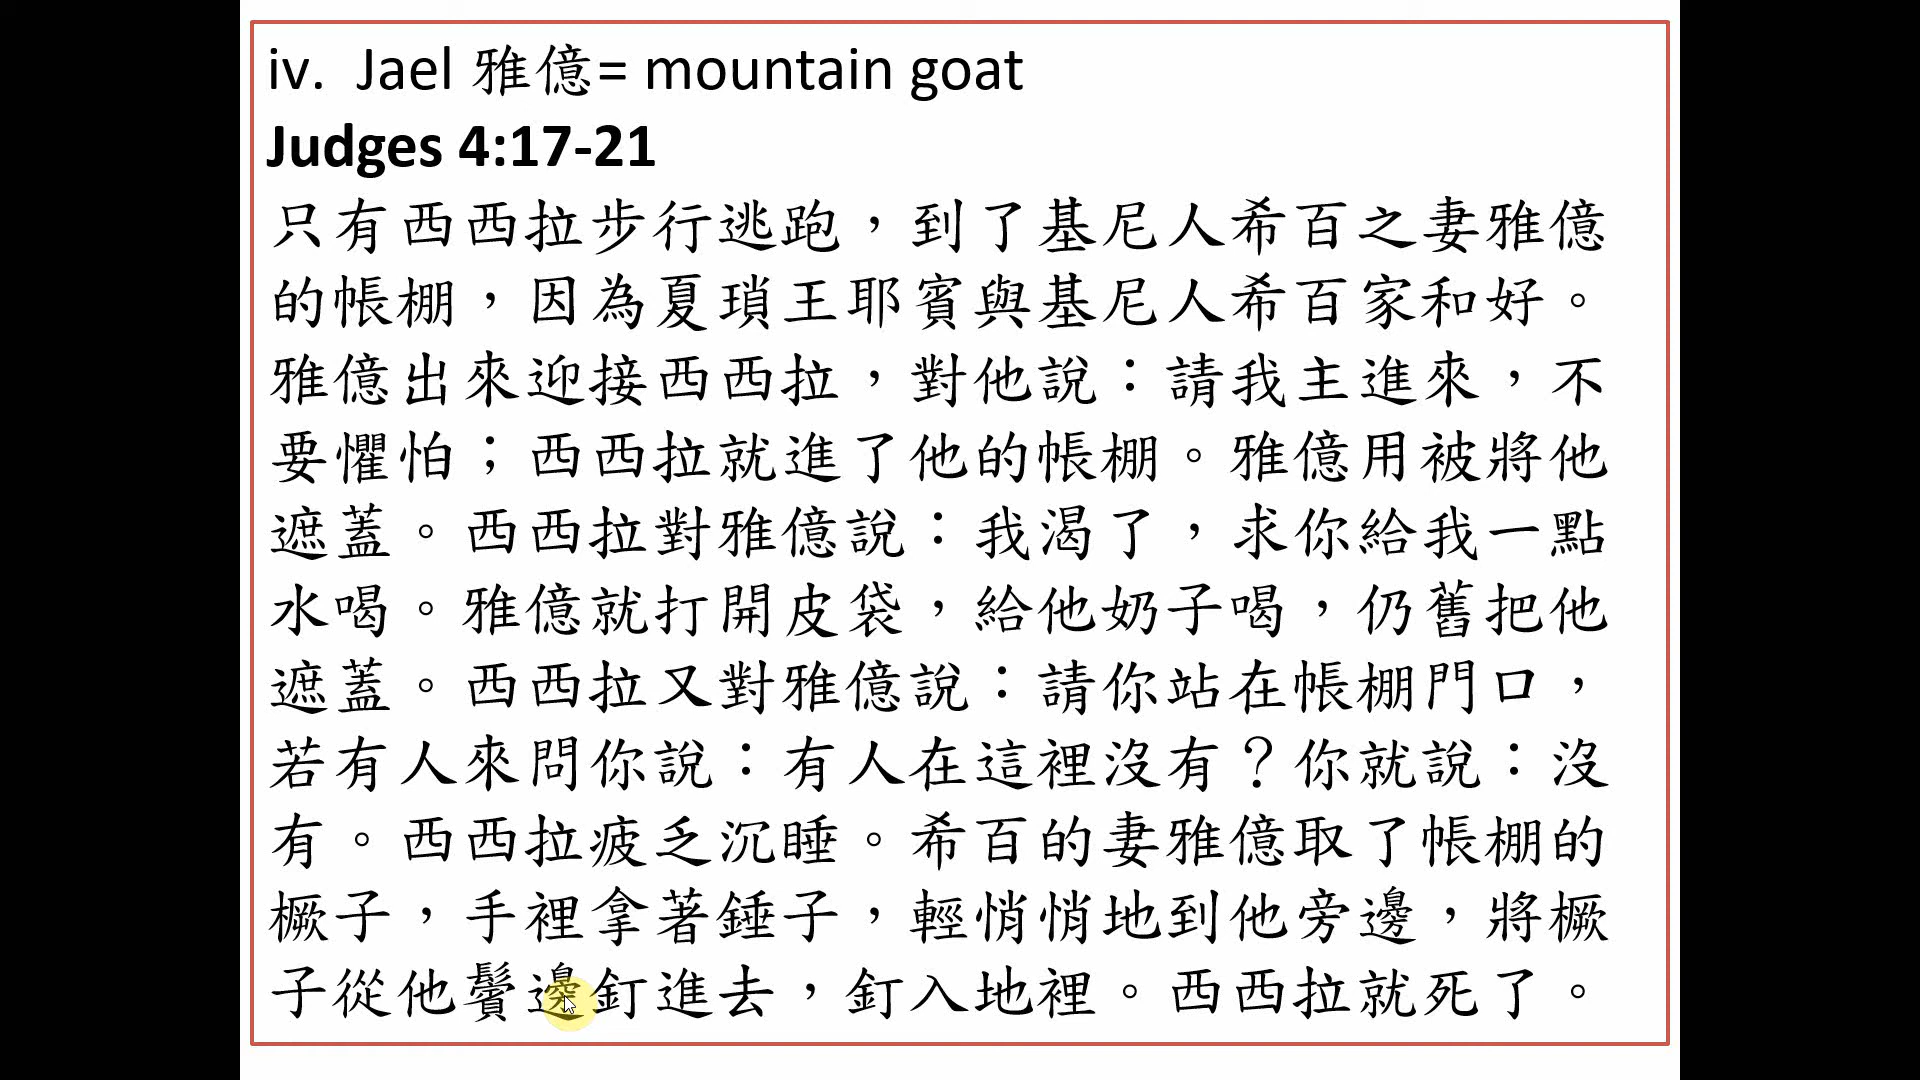 iv. Jael 雅億= mountain goat
Judges 4:17-21
只有西西拉步行逃跑，到了基尼人希百之妻雅億
的帳棚，因為夏瑣王耶賓與基尼人希百家和好。
雅億出來迎接西西拉，對他說：請我主進來，不
要懼怕；西西拉就進了他的帳棚。雅億用被將他
遮蓋。西西拉對雅億說：我渴了，求你給我一點
水喝。雅億就打開皮袋，給他奶子喝，仍舊把他
遮蓋。西西拉又對雅億說：請你站在帳棚門口，
若有人來問你說：有人在這裡沒有？你就說：沒
有。西西拉疲乏沉睡。希百的妻雅億取了帳棚的
橛子，手裡拿著錘子，輕悄悄地到他旁邊，將橛
子從他鬢邊釘進去，釘入地裡。西西拉就死了。